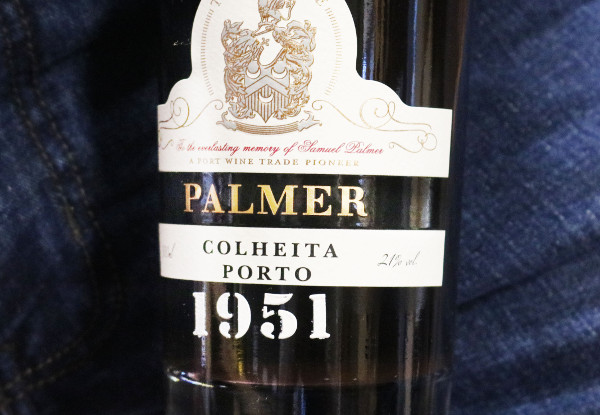 To the everlasting memory of Samuel Palmer
A PORT WINE TRADE PIONEER
PALMER
COLHEITA
PORTO
21% vol.
1951